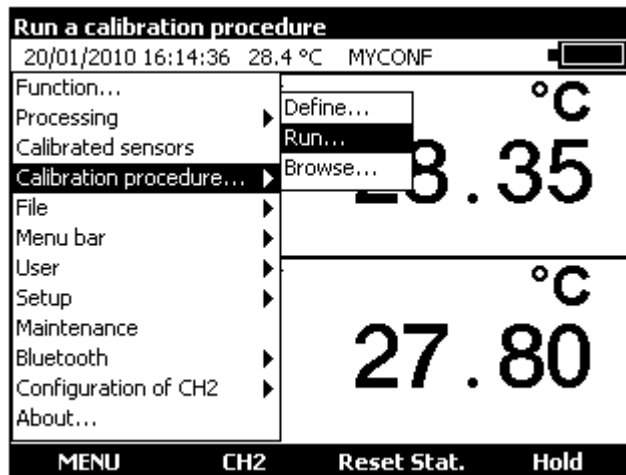 Run a calibration procedure
20/01/2010 16:14:36 28.4 °C MYCONF
Function...
Processing
Calibrated sensors
Calibration procedure...
File
Menu bar
User
Setup
Maintenance
Bluetooth
Configuration of CH2
About...
Define...
Run...
Browse...
°C
28.35
°C
27.80
MENU CH2 Reset Stat. Hold